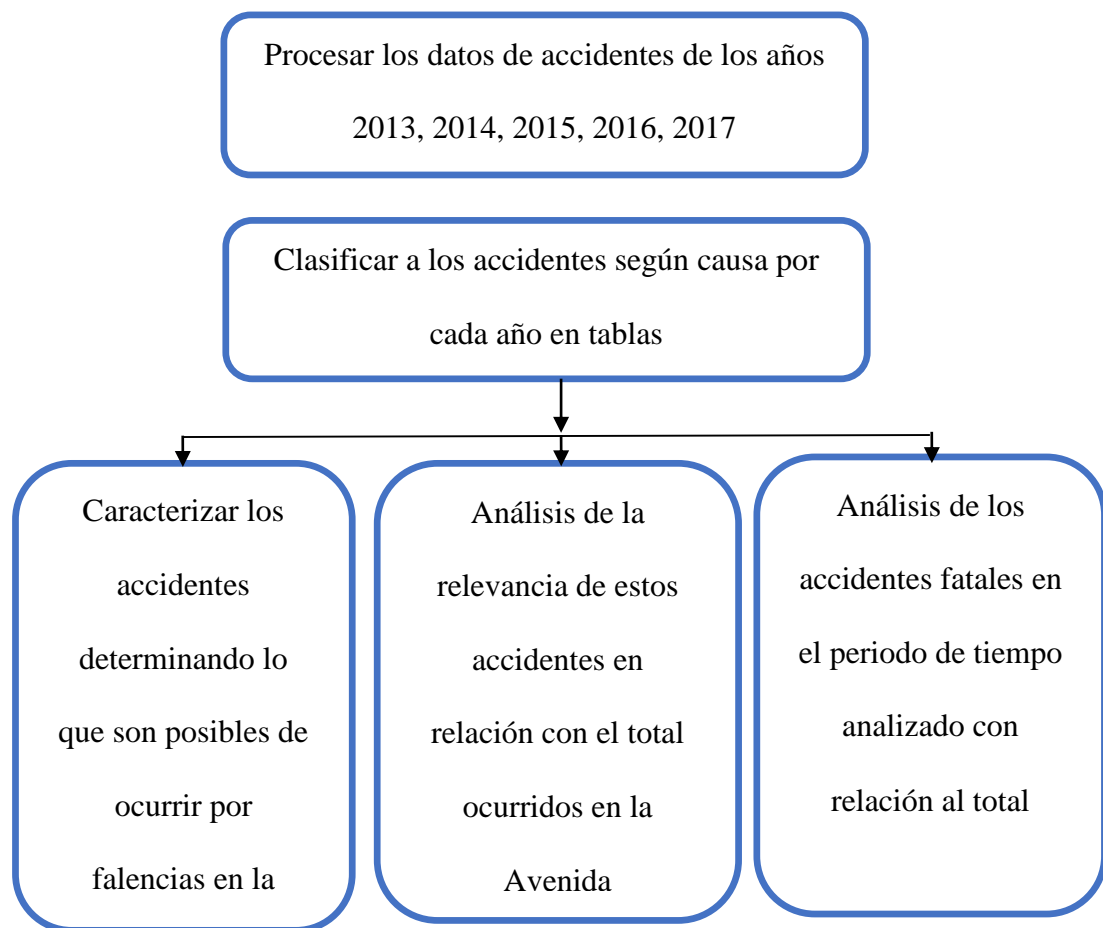 Procesar los datos de accidentes de los años
2013, 2014, 2015, 2016, 2017
Clasificar a los accidentes según causa por
cada año en tablas
Caracterizar los
accidentes
determinando lo
que son posibles de
ocurrir por
falencias en la
Análisis de la
relevancia de estos
accidentes en
relación con el total
ocurridos en la
Avenida
Análisis de los
accidentes fatales en
el periodo de tiempo
analizado con
relación al total